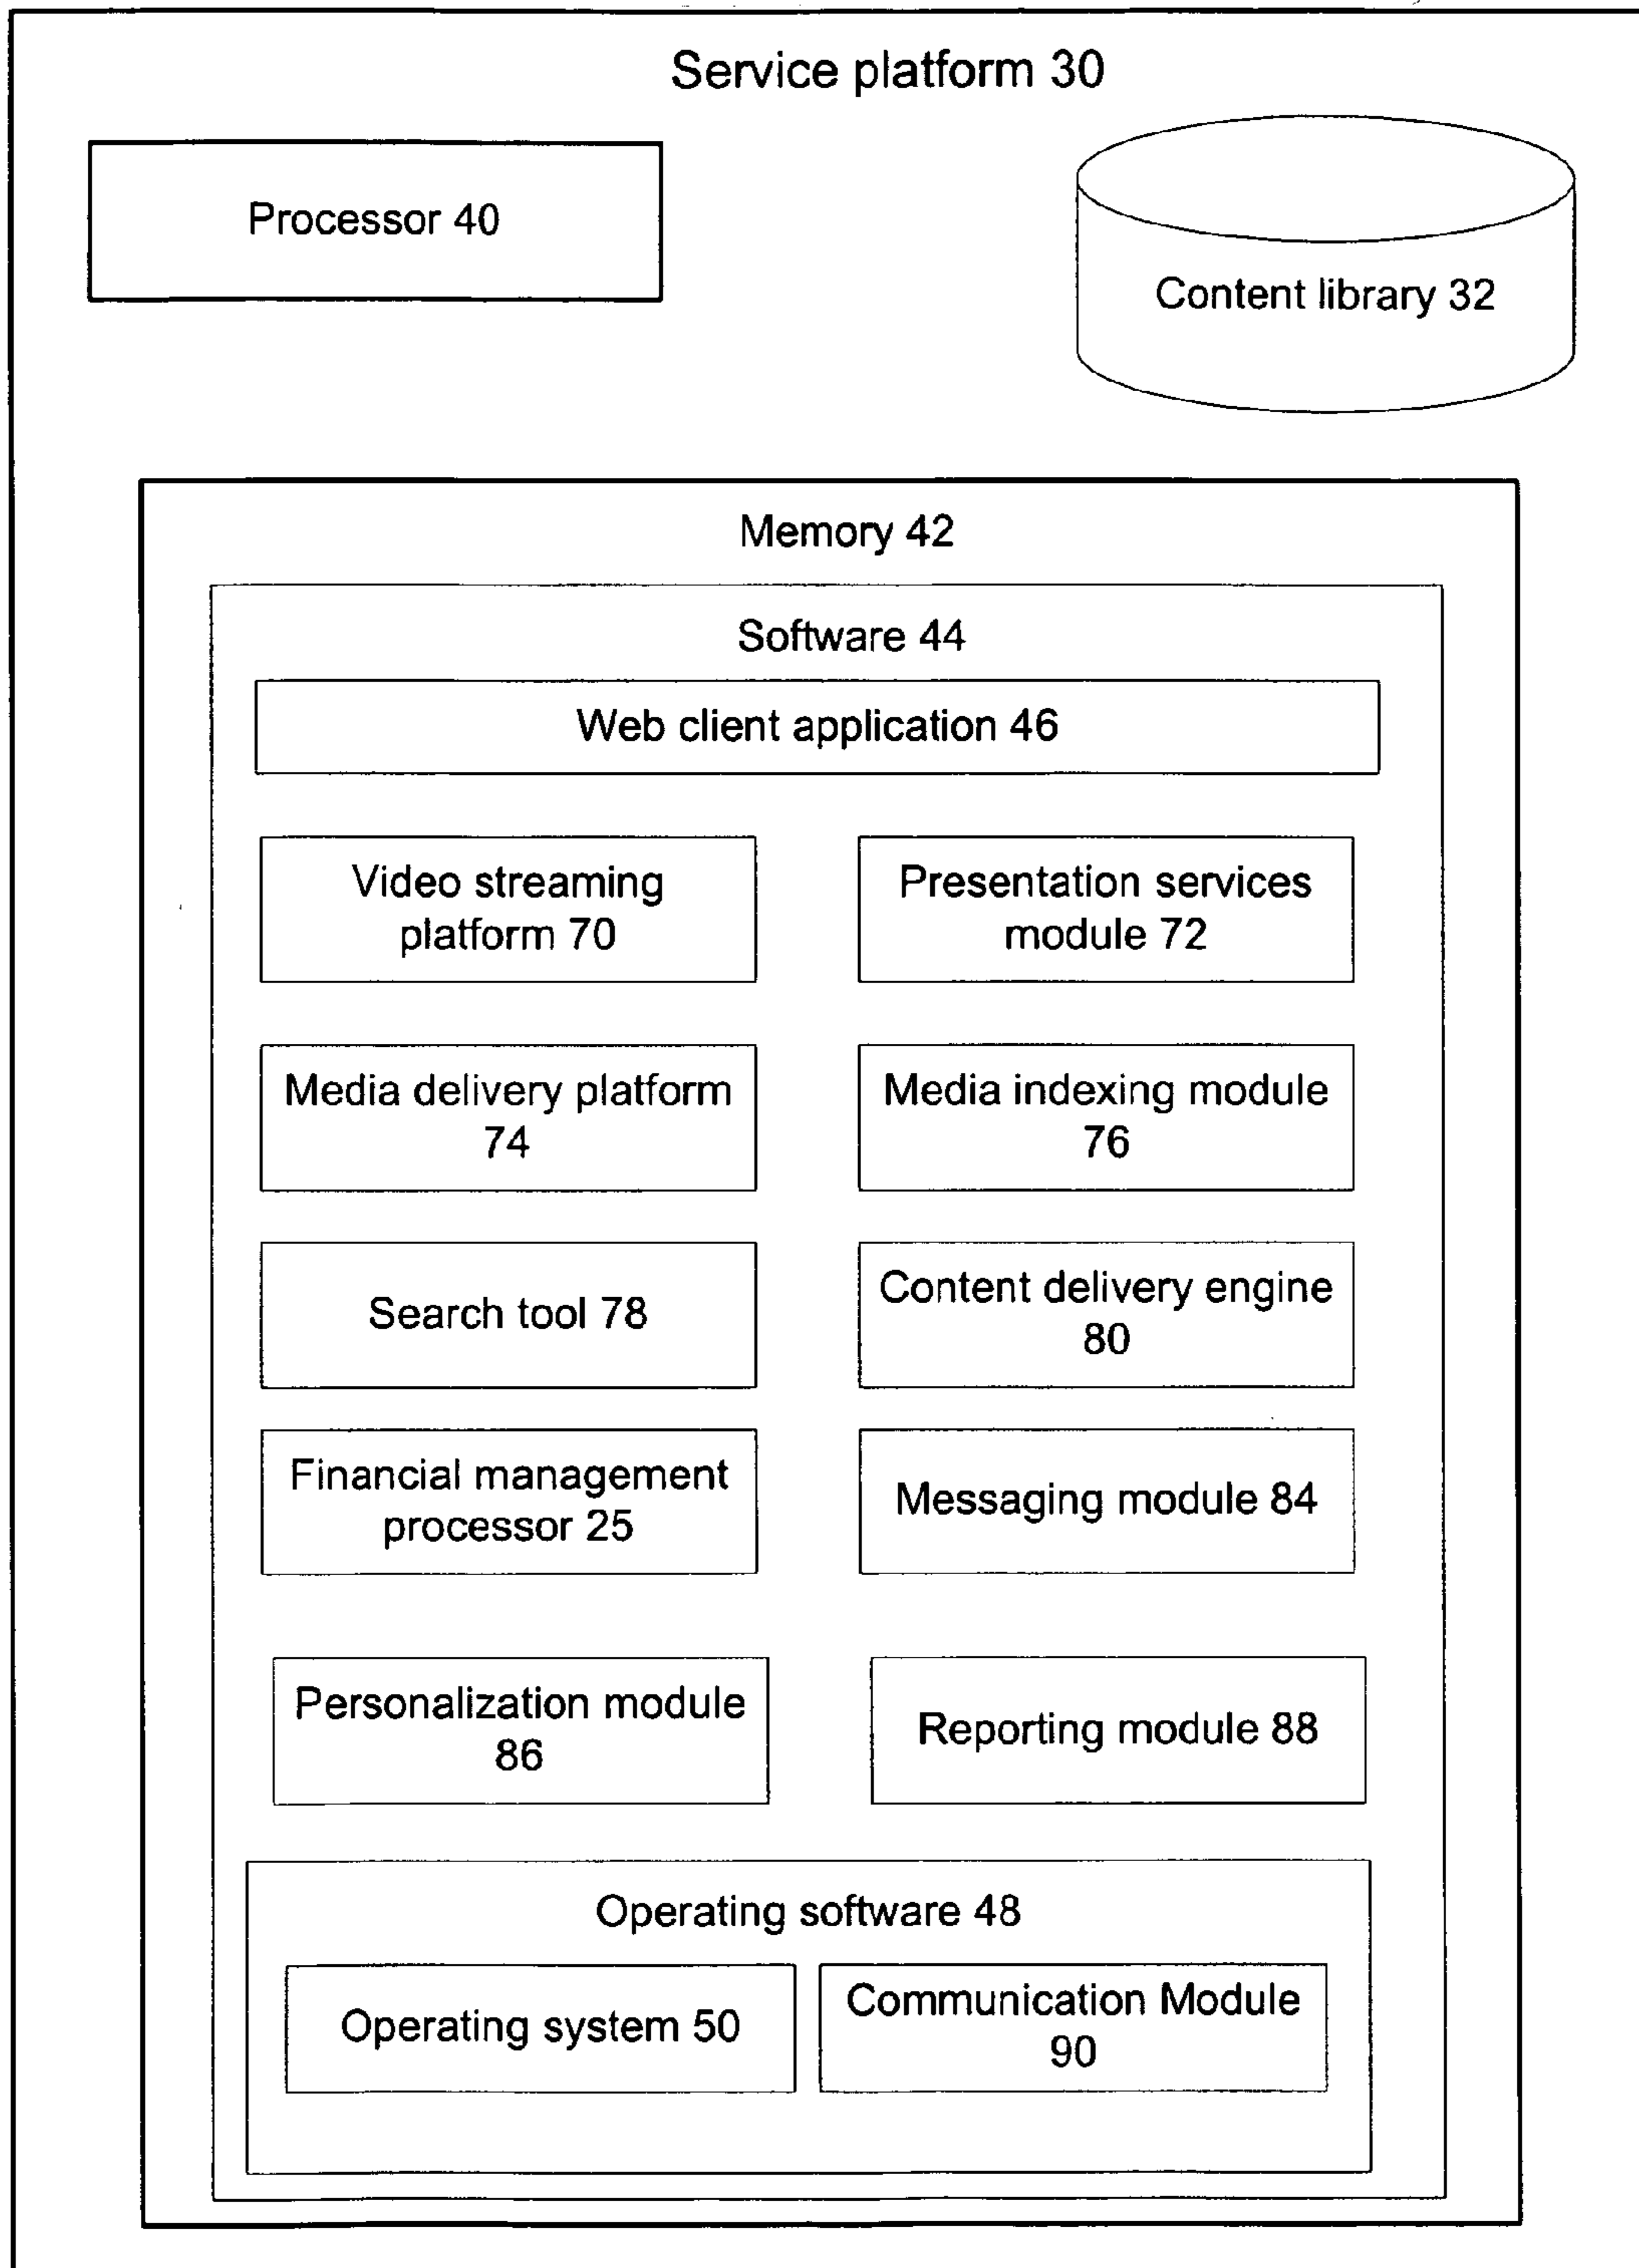 Service platform 30
Processor 40
Content library 32
Memory 42
Software 44
Web client application 46
Video streaming
platform 70
Presentation services
module 72
Media delivery platform
74
Media indexing module
76
Search tool 78
Content delivery engine
80
Financial management
processor 25
Messaging module 84
Personalization module
86
Reporting module 88
Operating software 48
Operating system 50
Communication Module
90